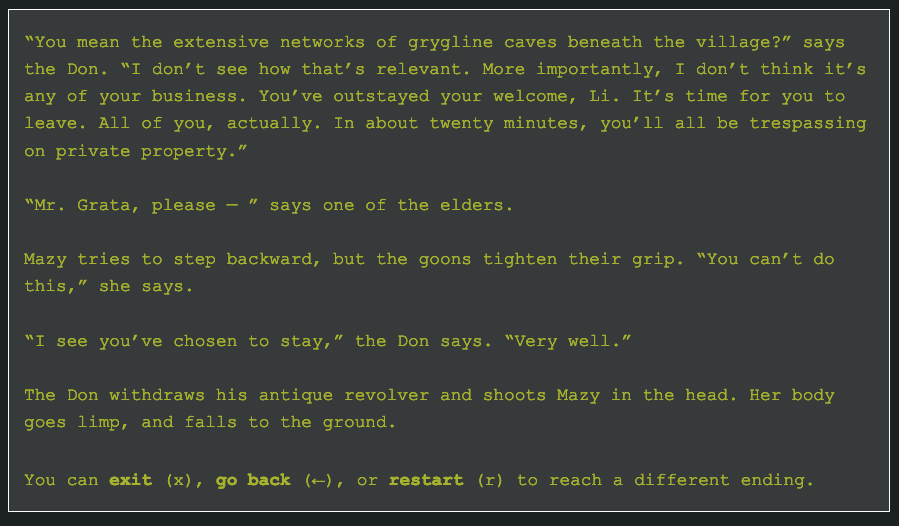 “You mean the extensive networks of grygline caves beneath the village?” says
the Don. “I don’t see how that’s relevant. More importantly, I don’t think it’s
any of your business. You’ve outstayed your welcome, Li. It’s time for you to
leave. All of you, actually. In about twenty minutes, you’ll all be trespassing
on private property.”
“Mr. Grata, please — ” says one of the elders.
Mazy tries to step backward, but the goons tighten their grip. “You can’t do
this,” she says.
“I see you’ve chosen to stay,” the Don says. “Very well.”
The Don withdraws his antique revolver and shoots Mazy in the head. Her body
goes limp, and falls to the ground.
You can exit (x), go back (←), or restart (r) to reach a different ending.